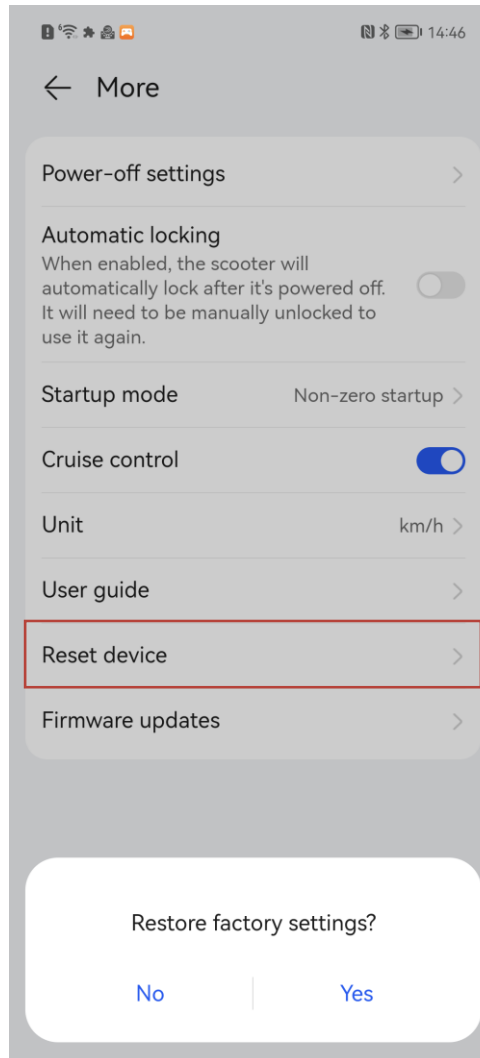 14:46
More
Power-off settings
Automatic locking
When enabled, the scooter will
automatically lock after it's powered off.
It will need to be manually unlocked to
use it again.
Startup mode
Non-zero startup
Cruise control
Unit
km/h
User guide
Reset device
Firmware updates
Restore factory settings?
No
Yes